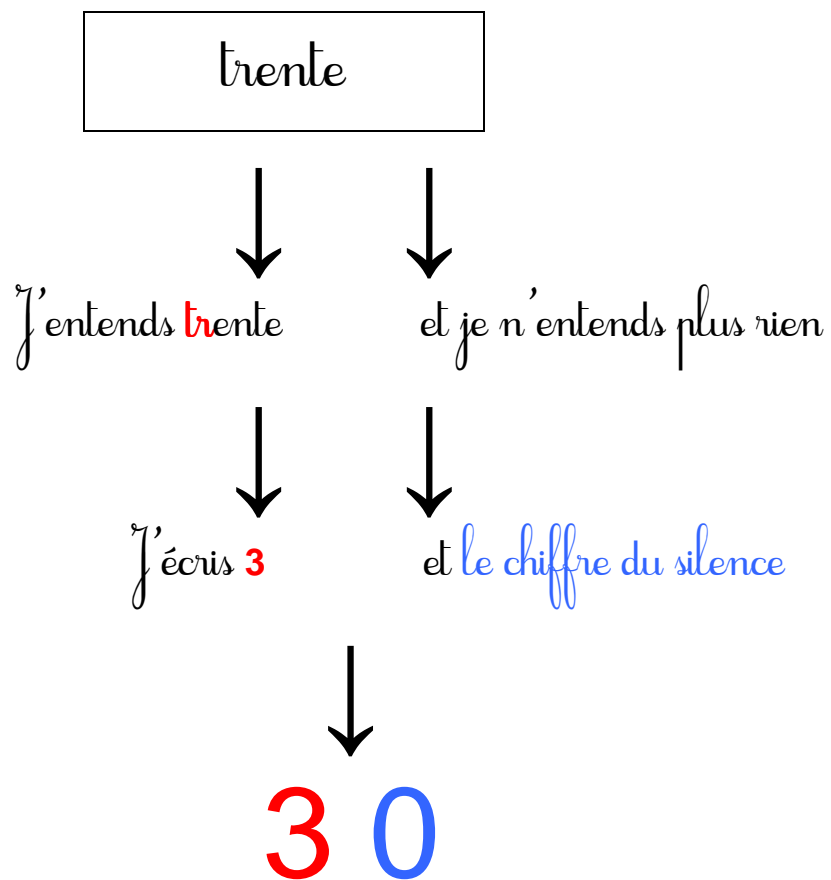 trente
J'entends trente et je n'entends plus rien
J'écris 3 et le chiffre du silence
3 0